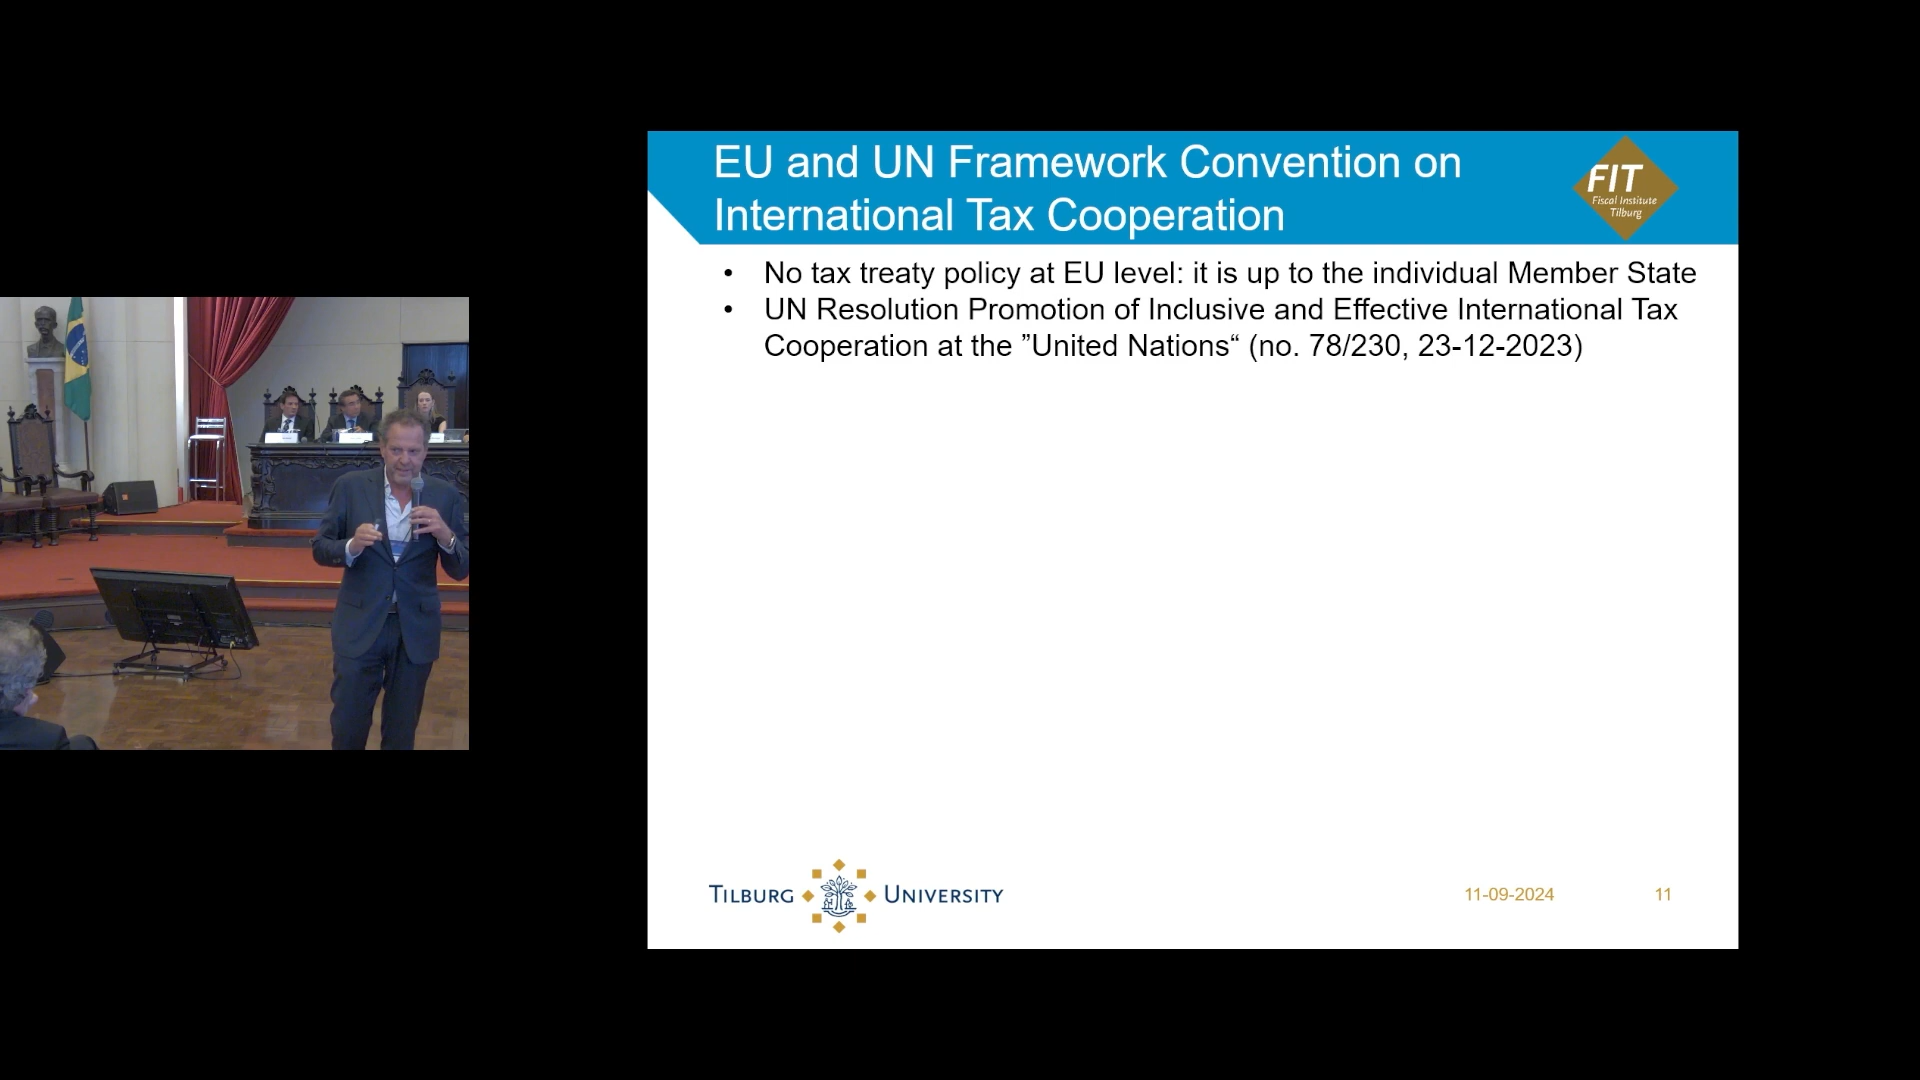 EU and UN Framework Convention on
International Tax Cooperation
FIT
Fiscal Institute
Tilburg
• No tax treaty policy at EU level: it is up to the individual Member State
• UN Resolution Promotion of Inclusive and Effective International Tax
Cooperation at the ”United Nations“ (no. 78/230, 23-12-2023)
TILBURG UNIVERSITY
11-09-2024
11